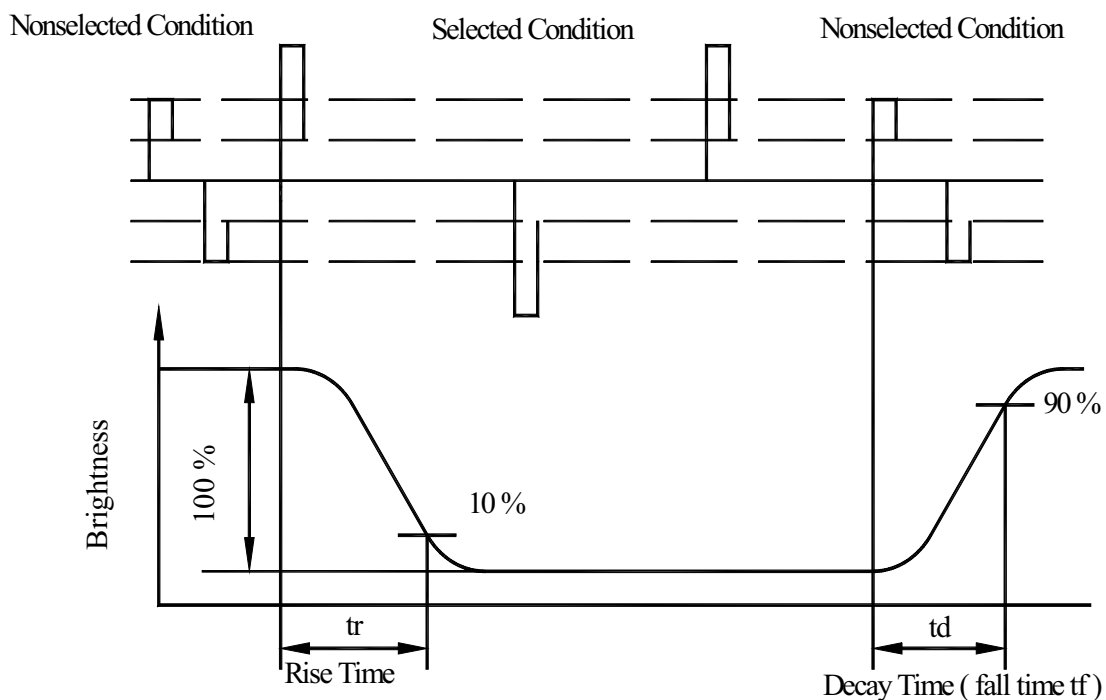 Nonselected Condition
Selected Condition
Nonselected Condition
Brightness
100 %
10 %
90 %
tr
Rise Time
td
Decay Time ( fall time tf )